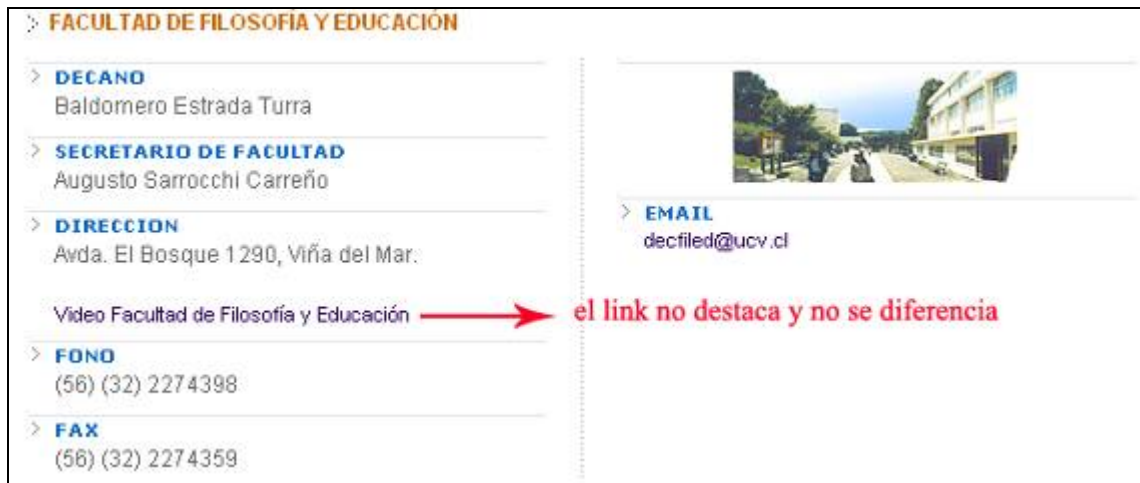 FACULTAD DE FILOSOFÍA Y EDUCACIÓN
DECANO
Baldomero Estrada Turra
SECRETARIO DE FACULTAD
Augusto Sarrocchi Carreño
DIRECCION
Avda. El Bosque 1290, Viña del Mar.
Video Facultad de Filosofía y Educación
el link no destaca y no se diferencia
FONO
(56) (32) 2274398
FAX
(56) (32) 2274359
EMAIL
decfiled@ucv.cl